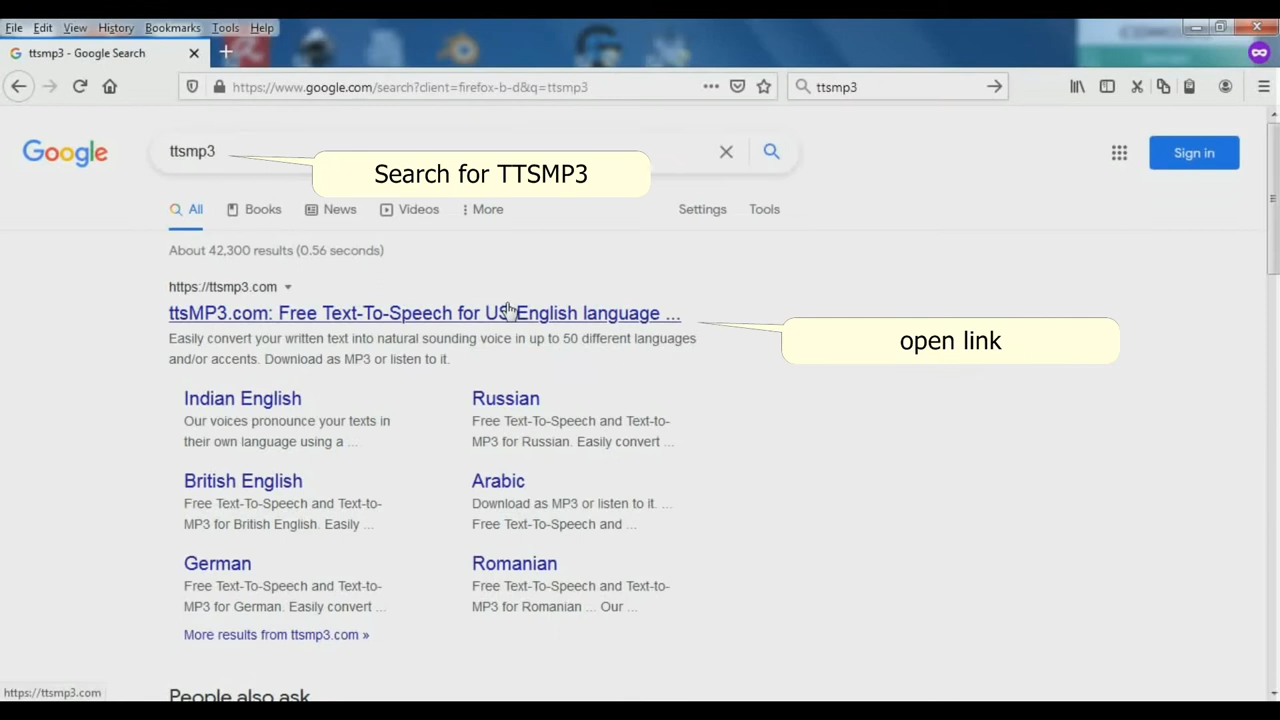 File Edit View History Bookmarks Tools Help
ttsmp3 - Google Search
https://www.google.com/search?client=firefox-b-d&q=ttsmp3
ttsmp3
Google
ttsmp3
Sign in
Search for TTSMP3
All Books News Videos More Settings Tools
About 42,300 results (0.56 seconds)
https://ttsmp3.com
ttsMP3.com: Free Text-To-Speech for US English language ...
open link
Easily convert your written text into natural sounding voice in up to 50 different languages
and/or accents. Download as MP3 or listen to it.
Indian English
Our voices pronounce your texts in
their own language using a ...
Russian
Free Text-To-Speech and Text-to-
MP3 for Russian. Easily convert ...
British English
Free Text-To-Speech and Text-to-
MP3 for British English. Easily ...
Arabic
Download as MP3 or listen to it. ...
Free Text-To-Speech and ...
German
Free Text-To-Speech and Text-to-
MP3 for German. Easily convert ...
Romanian
Free Text-To-Speech and Text-to-
MP3 for Romanian ... Our ...
More results from ttsmp3.com »
https://ttsmp3.com
People also ask